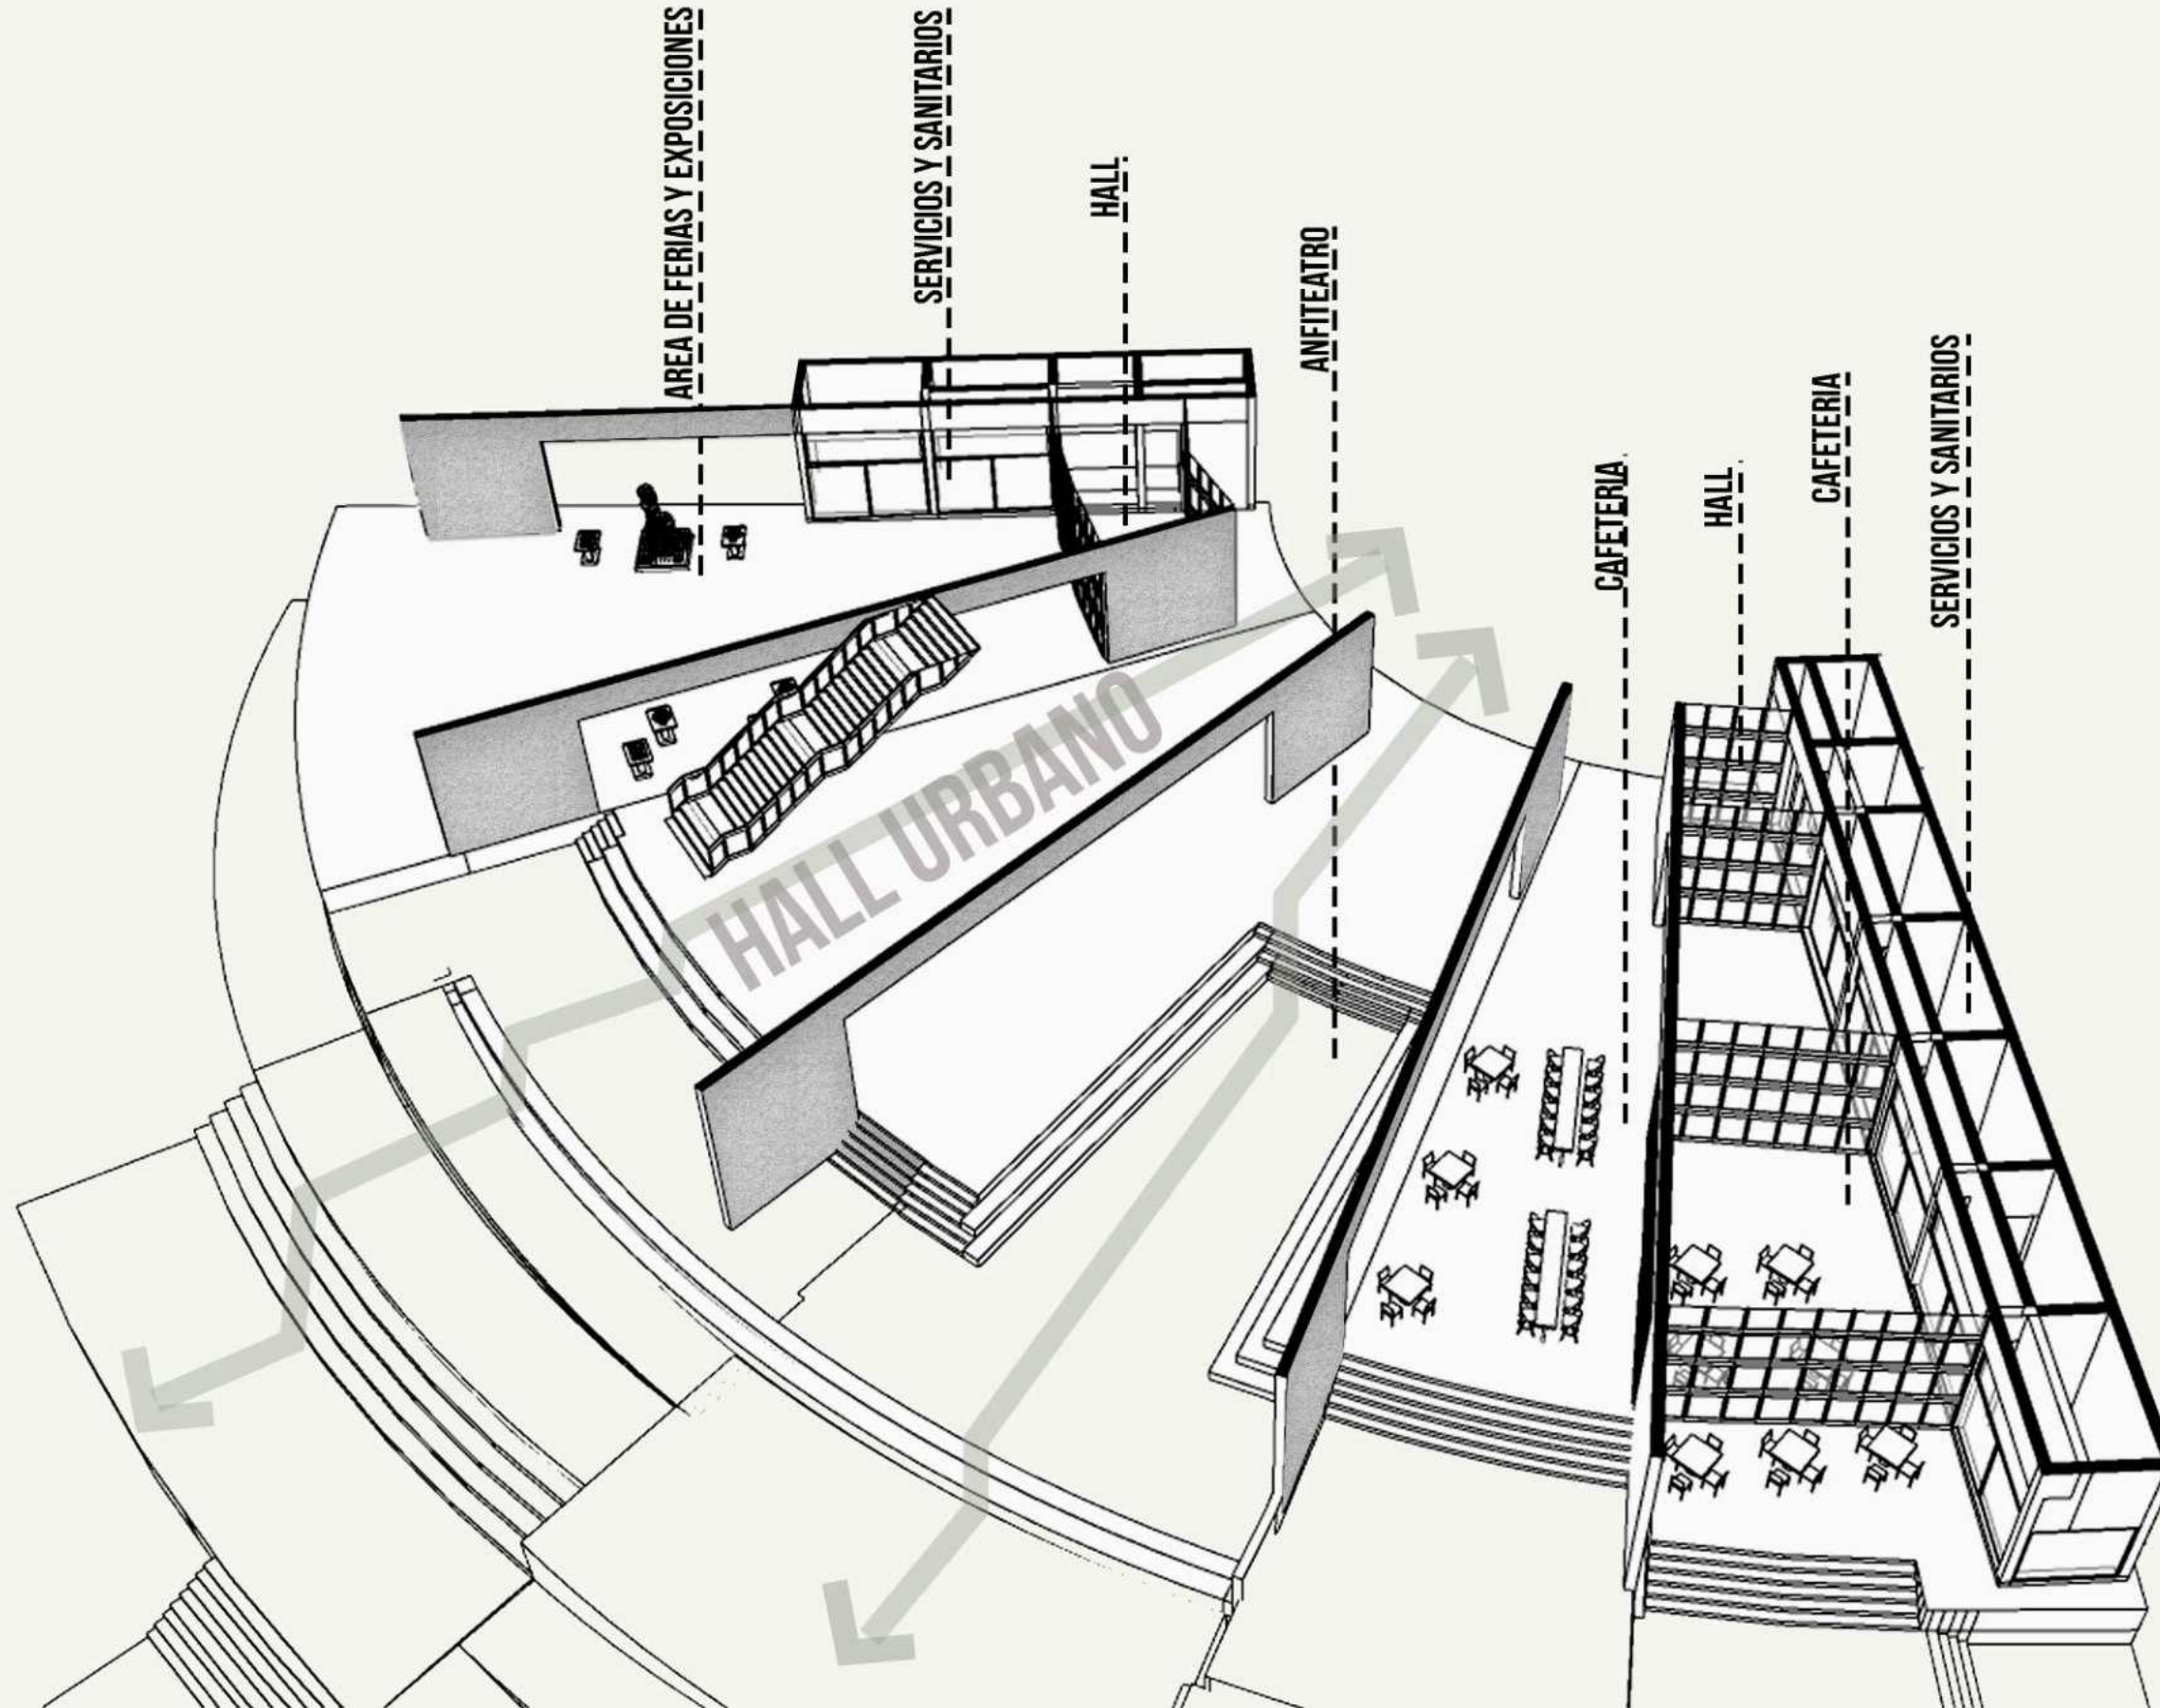 AREA DE FERIAS Y EXPOSICIONES
SERVICIOS Y SANITARIOS
HALL
ANFITEATRO
CAFETERIA
HALL
CAFETERIA
SERVICIOS Y SANITARIOS
HALL URBANO